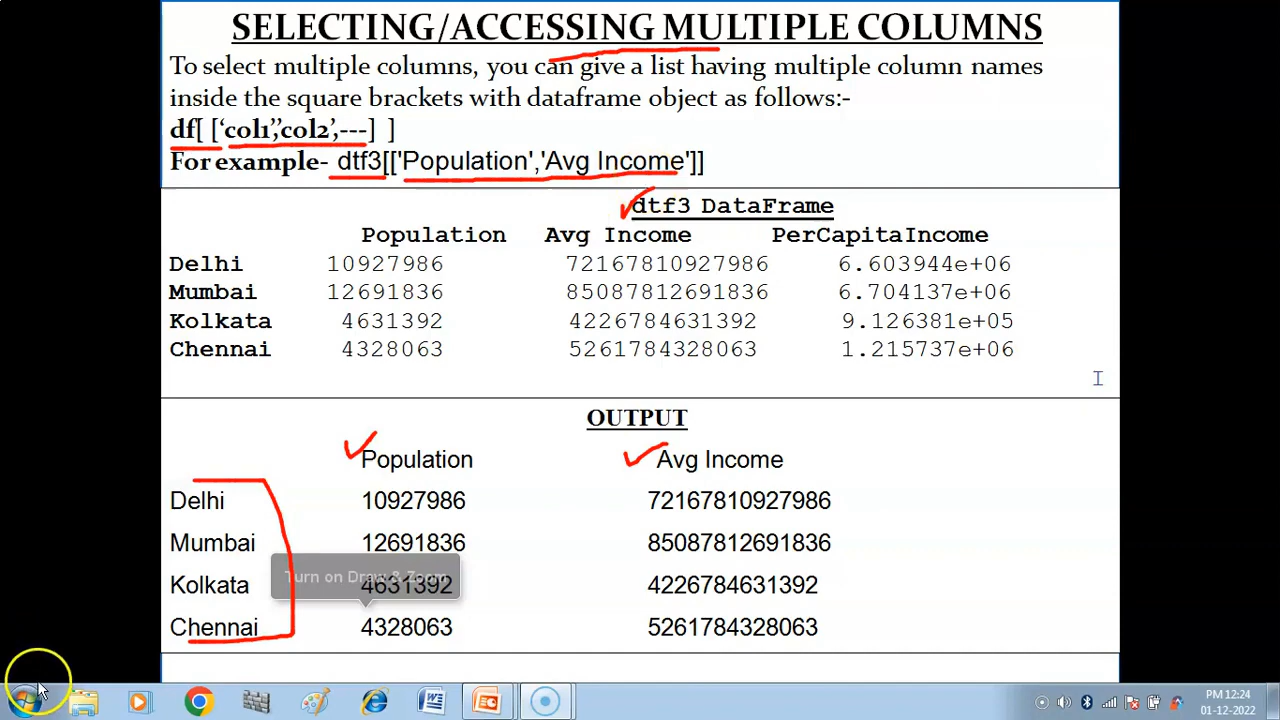 SELECTING/ACCESSING MULTIPLE COLUMNS
To select multiple columns, you can give a list having multiple column names
inside the square brackets with dataframe object as follows:-
df[ ['col1','col2',---] ]
For example- dtf3[['Population','Avg Income']]
dtf3 DataFrame
Population Avg Income PerCapitaIncome
Delhi 10927986 72167810927986 6.603944e+06
Mumbai 12691836 85087812691836 6.704137e+06
Kolkata 4631392 4226784631392 9.126381e+05
Chennai 4328063 5261784328063 1.215737e+06
OUTPUT
Population Avg Income
Delhi 10927986 72167810927986
Mumbai 12691836 85087812691836
Turn on Draw & Zoom
Kolkata 4631392 4226784631392
Chennai 4328063 5261784328063
PM 12:24
01-12-2022